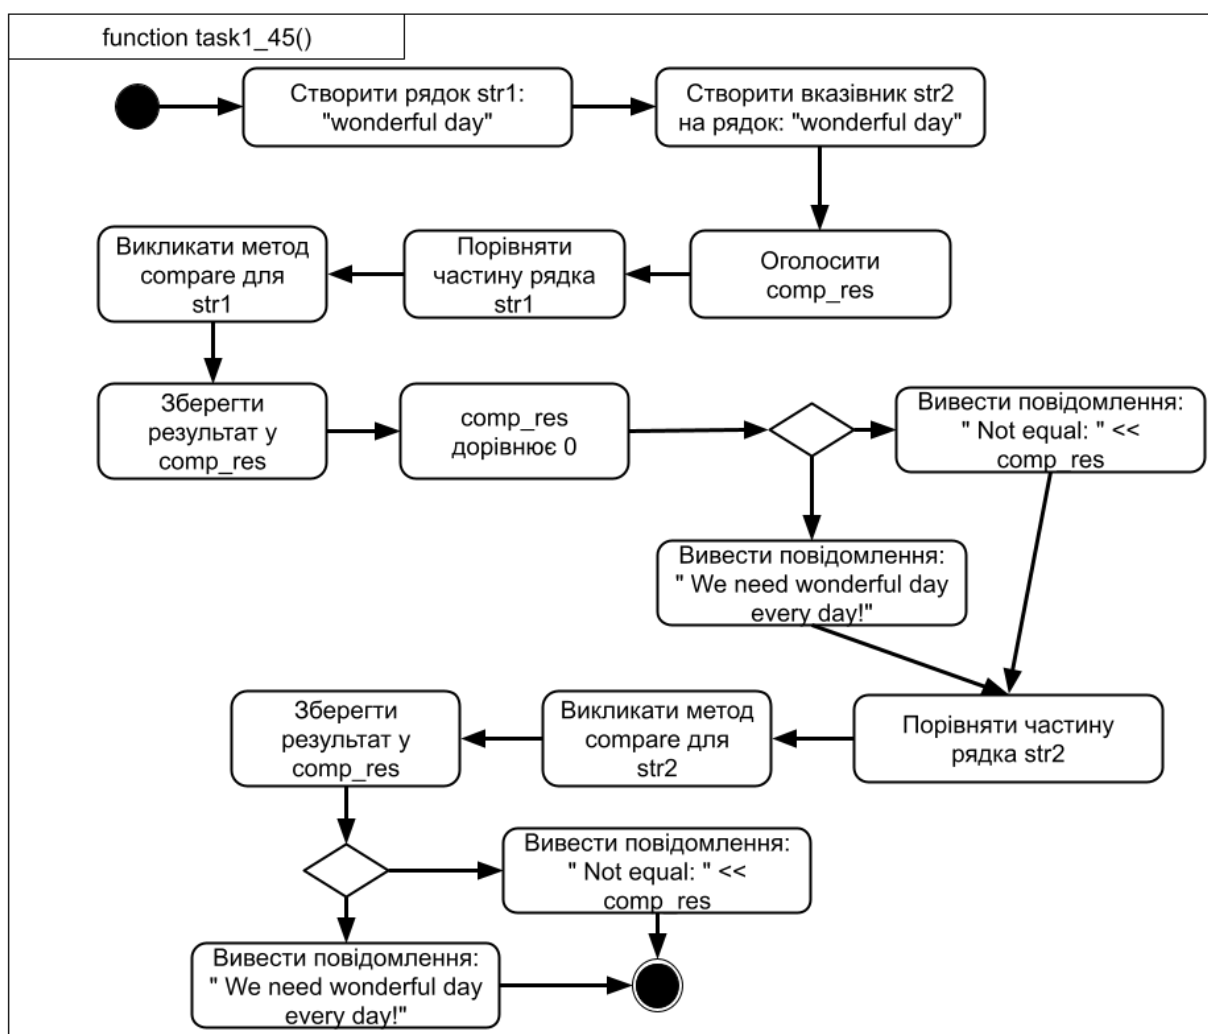 function task1_45()
Створити рядок str1:
"wonderful day"
Створити вказівник str2
на рядок: "wonderful day"
Оголосити
comp_res
Порівняти
частину рядка
str1
Викликати метод
compare для
str1
Зберегти
результат у
comp_res
comp_res
дорівнює 0
Вивести повідомлення:
" Not equal: " <<
comp_res
Вивести повідомлення:
" We need wonderful day
every day!"
Порівняти частину
рядка str2
Викликати метод
compare для
str2
Зберегти
результат у
comp_res
Вивести повідомлення:
" Not equal: " <<
comp_res
Вивести повідомлення:
" We need wonderful day
every day!"